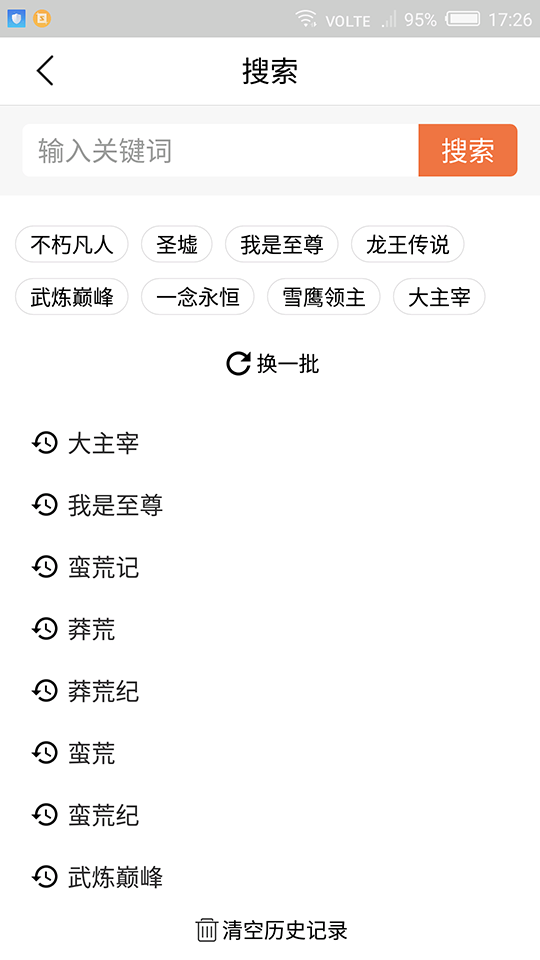 VOLTE 95% 17:26
搜索
输入关键词 搜索
不朽凡人 圣墟 我是至尊 龙王传说
武炼巅峰 一念永恒 雪鹰领主 大主宰
换一批
大主宰
我是至尊
蛮荒记
莽荒
莽荒纪
蛮荒
蛮荒纪
武炼巅峰
清空历史记录